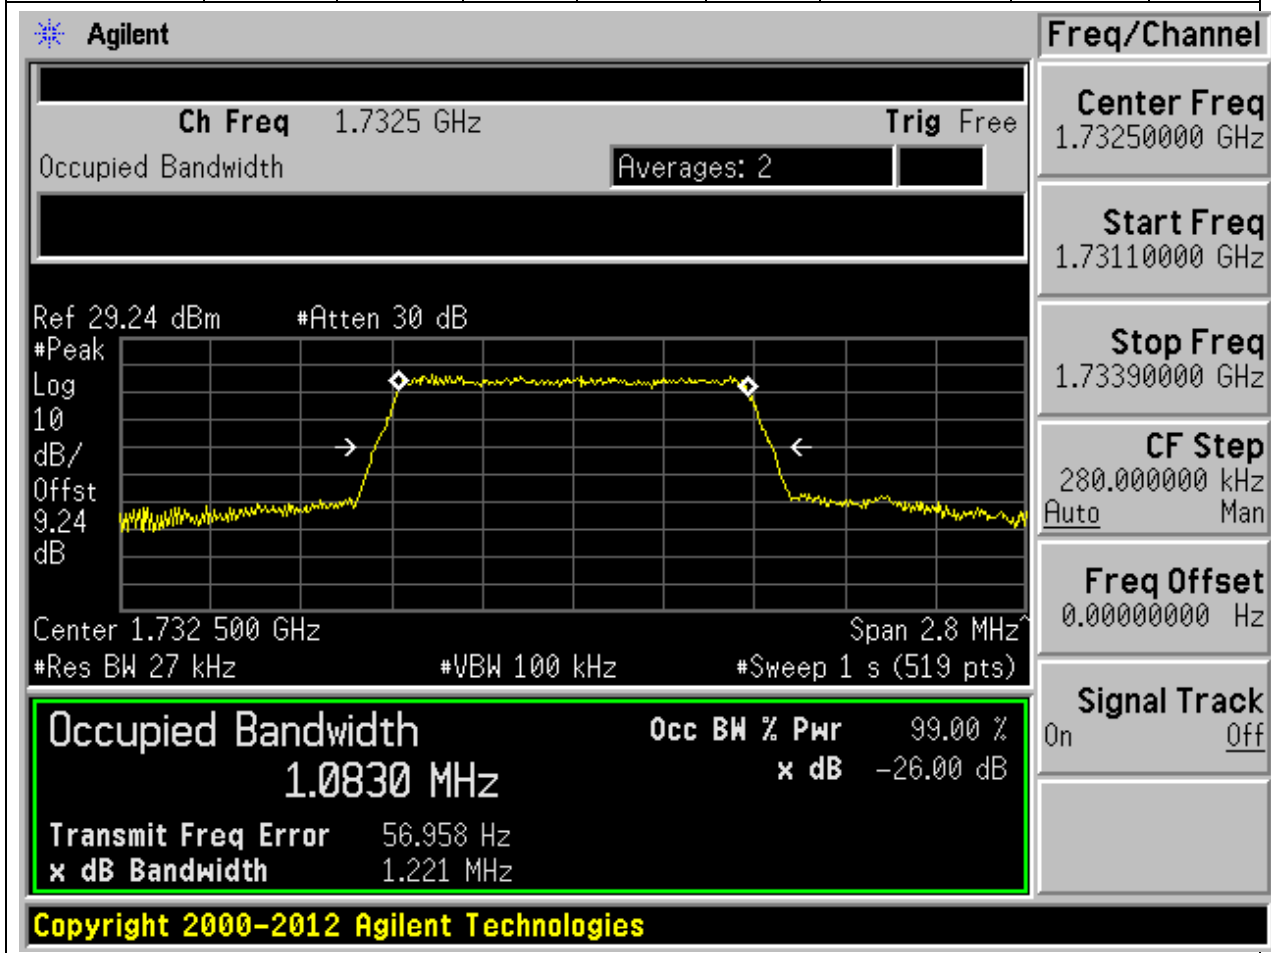 Agilent
Freq/Channel
Ch Freq 1.7325 GHz Trig Free
Occupied Bandwidth Averages: 2
Center Freq
1.73250000 GHz
Start Freq
1.73110000 GHz
Stop Freq
1.73390000 GHz
CF Step
280.000000 kHz
Auto Man
Freq Offset
0.00000000 Hz
Signal Track
On Off
Ref 29.24 dBm #Atten 30 dB
#Peak
Log
10
dB/
Offst
9.24
dB
Center 1.732 500 GHz Span 2.8 MHz^
#Res BW 27 kHz #VBW 100 kHz #Sweep 1 s (519 pts)
Occupied Bandwidth Occ BW % Pwr 99.00 %
1.0830 MHz x dB -26.00 dB
Transmit Freq Error 56.958 Hz
x dB Bandwidth 1.221 MHz
Copyright 2000-2012 Agilent Technologies